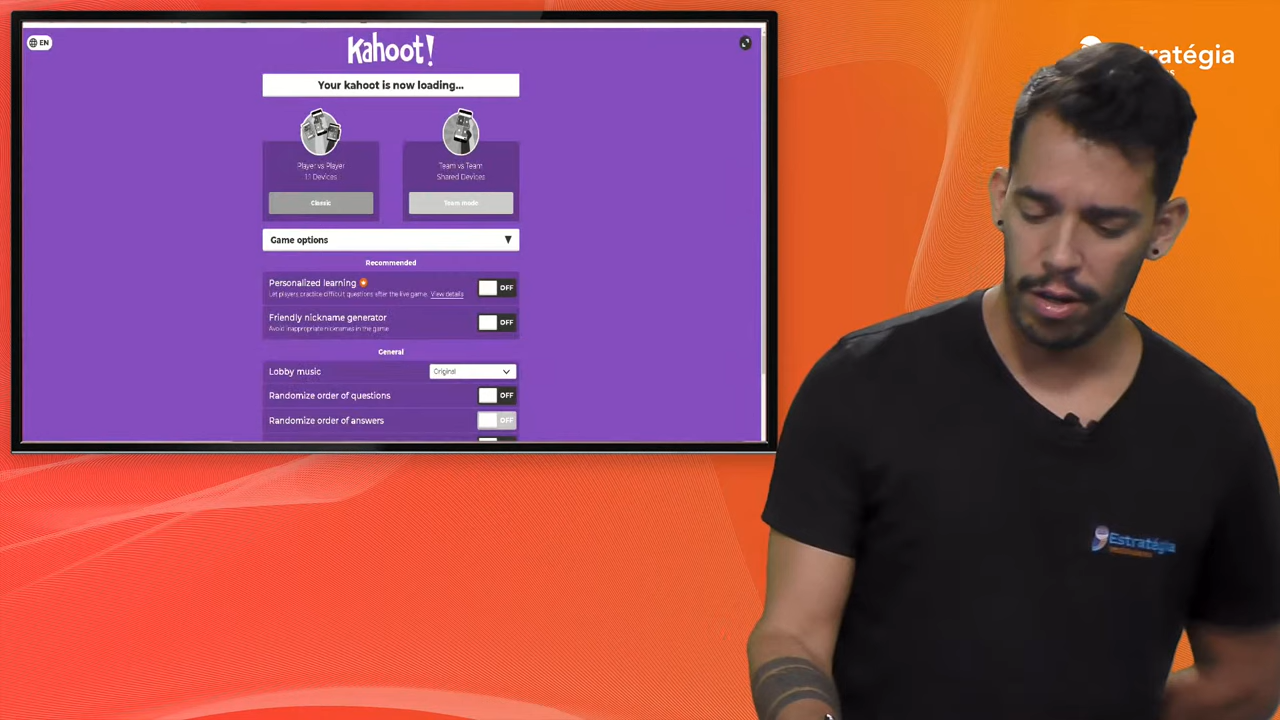 EN
Kahoot!
Your kahoot is now loading...
Player vs Player
1:1 Devices
Classic
Team vs Team
Shared Devices
Team mode
Game options
Recommended
Personalized learning
Let players practice difficult questions after the live game. View details
OFF
Friendly nickname generator
Avoid inappropriate nicknames in the game
OFF
General
Lobby music
Original
Randomize order of questions
OFF
Randomize order of answers
OFF
Estratégia